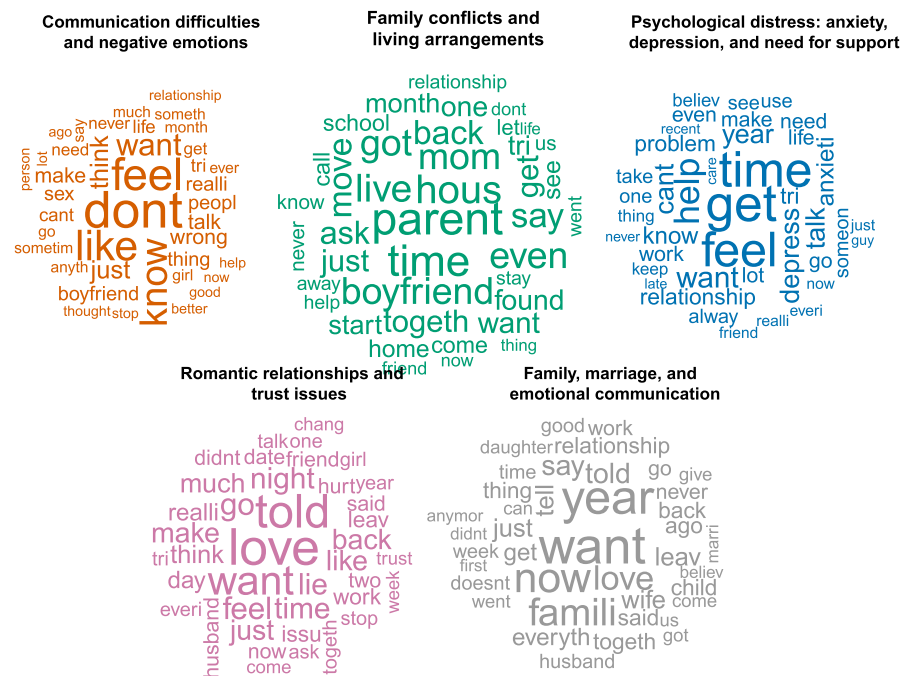 Communication difficulties
and negative emotions
relationship
much someth
ago say never life month
need think want get
person lot feel tri ever
make realli
sex dont peopl
cant talk
go like know wrong
sometim thing help
anyth just girl now
boyfriend good
thought stop better
Family conflicts and
living arrangements
relationship
month one dont
school got back let life
call move mom tri us
get see
know live hous went
parent say
never ask time even
just stay
away boyfriend found
help
start togeth want
home come thing
friend now
Psychological distress: anxiety,
depression, and need for support
believ see use
even make need
recent year life
problem time anxieti
take cant help care
one get tri
thing depress talk someon just
never know feel guy
work go
keep want lot now
late relationship
alway realli everi
friend
Romantic relationships and
trust issues
chang
talk one
didnt date friend girl
much night hurt year
realli go told said
leav
make love back
tri think like trust
day want lie two week
work
everi feel time stop
husband just issu togeth
now ask
come
Family, marriage, and
emotional communication
good work
daughter relationship
time say told go give
thing tell year never
can back
anymor just ago
didnt want marri
week get leav
first now love believ
doesnt child
went famili wife come
said us
everyth togeth got
husband